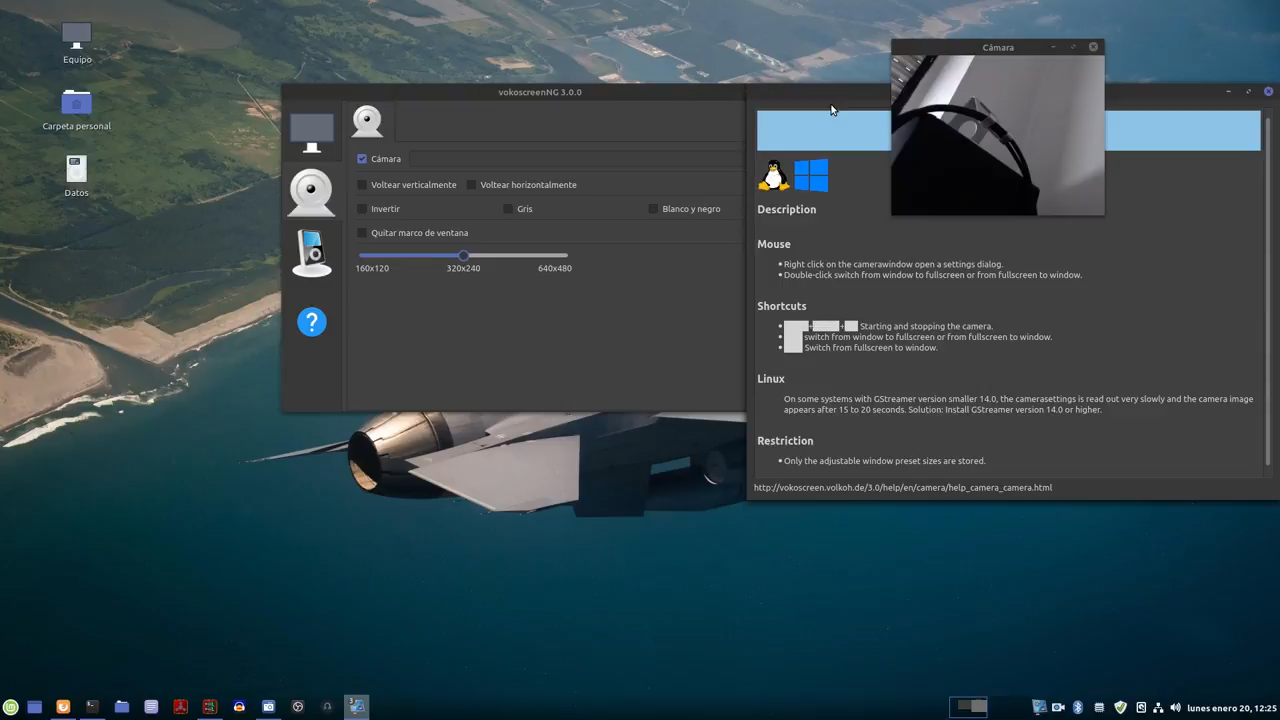 Equipo
Carpeta personal
Datos
vokoscreenNG 3.0.0
Cámara
Voltear verticalmente
Voltear horizontalmente
Invertir
Gris
Blanco y negro
Quitar marco de ventana
160x120
320x240
640x480
?
Cámara
Description
Mouse
Right click on the camerawindow open a settings dialog.
Double-click switch from window to fullscreen or from fullscreen to window.
Shortcuts
+ + Starting and stopping the camera.
switch from window to fullscreen or from fullscreen to window.
Switch from fullscreen to window.
Linux
On some systems with GStreamer version smaller 14.0, the camerasettings is read out very slowly and the camera image
appears after 15 to 20 seconds. Solution: Install GStreamer version 14.0 or higher.
Restriction
Only the adjustable window preset sizes are stored.
http://vokoscreen.volkoh.de/3.0/help/en/camera/help_camera_camera.html
lunes enero 20, 12:25